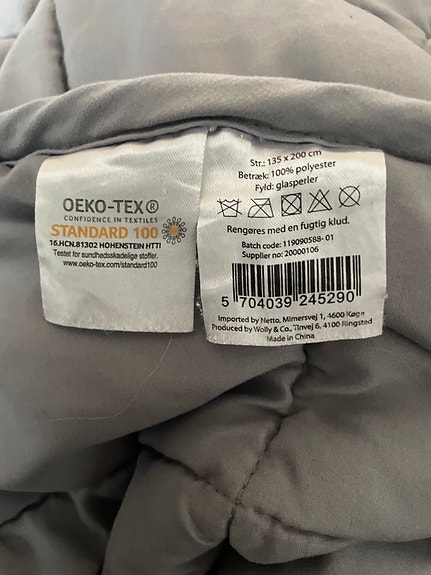 OEKO-TEX®
CONFIDENCE IN TEXTILES
STANDARD 100
16.HCN.81302 HOHENSTEIN HTTI
Testet for sundhedsskadelige stoffer.
www.oeko-tex.com/standard100
Str.: 135 x 200 cm
Betræk: 100% polyester
Fyld: glasperler
Rengøres med en fugtig klud.
Batch code: 119090588-01
Supplier no: 20000106
5 704039 245290
Imported by Netto, Mimersvej 1, 4600 Køge
Produced by Wolly & Co., Tinvej 6, 4100 Ringsted
Made in China